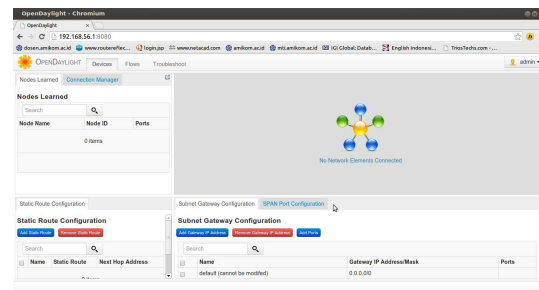 OpenDaylight - Chromium
OpenDaylight
192.168.56.1:8080
dosen.amikom.ac.id www.routereflec... login.jsp www.netacad.com amikom.ac.id mti.amikom.ac.id IGI Global: Datab... English Indonesi... TriosTechs.com -...
OPENDAYLIGHT Devices Flows Troubleshoot admin
Nodes Learned Connection Manager
Nodes Learned
Search
Node Name Node ID Ports
0 items
No Network Elements Connected
Static Route Configuration
Static Route Configuration
Add Static Route Remove Static Route
Search
Name Static Route Next Hop Address
0 items
Subnet Gateway Configuration SPAN Port Configuration
Subnet Gateway Configuration
Add Gateway IP Address Remove Gateway IP Address Add Ports
Search
Name Gateway IP Address/Mask Ports
default (cannot be modifed) 0.0.0.0/0